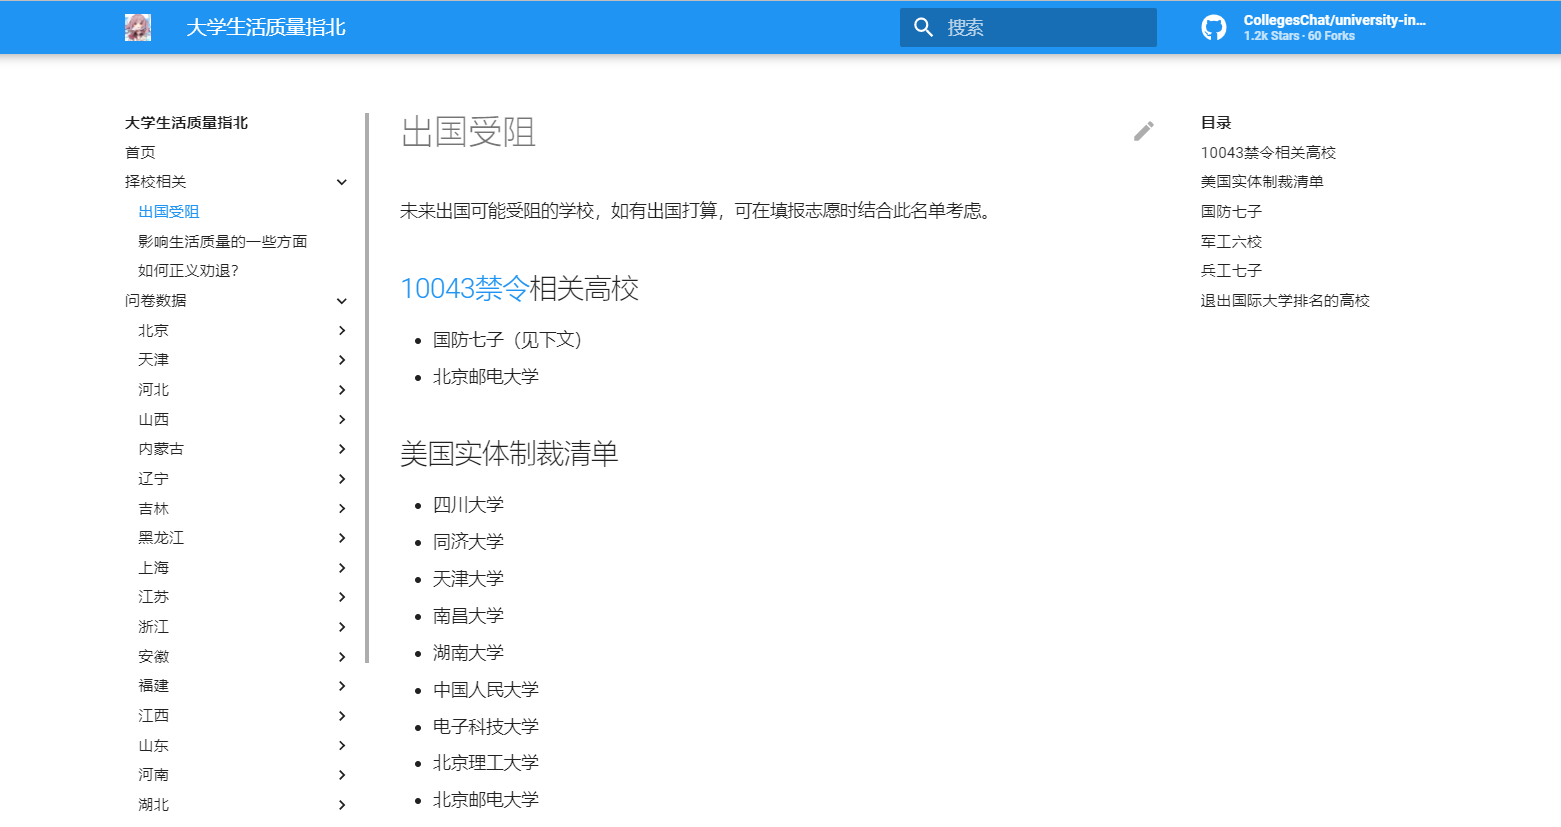 大学生活质量指北
搜索
CollegesChat/university-in...
1.2k Stars · 60 Forks
大学生活质量指北
首页
择校相关
出国受阻
影响生活质量的一些方面
如何正义劝退?
问卷数据
北京
天津
河北
山西
内蒙古
辽宁
吉林
黑龙江
上海
江苏
浙江
安徽
福建
江西
山东
河南
湖北
出国受阻
未来出国可能受阻的学校，如有出国打算，可在填报志愿时结合此名单考虑。
10043禁令相关高校
国防七子（见下文）
北京邮电大学
美国实体制裁清单
四川大学
同济大学
天津大学
南昌大学
湖南大学
中国人民大学
电子科技大学
北京理工大学
北京邮电大学
目录
10043禁令相关高校
美国实体制裁清单
国防七子
军工六校
兵工七子
退出国际大学排名的高校